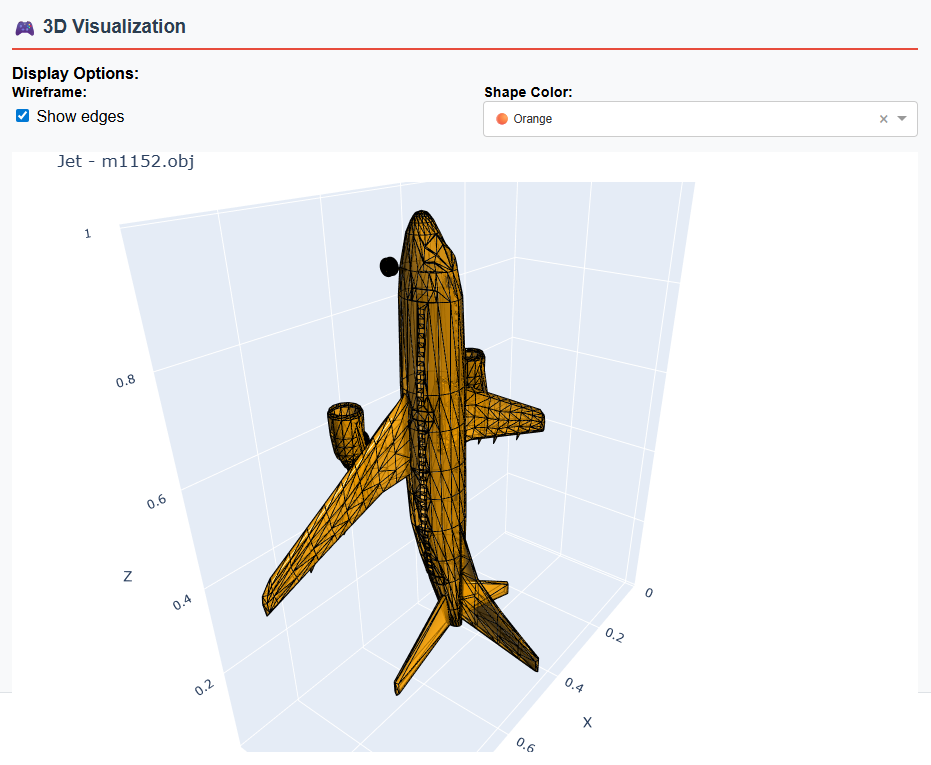 3D Visualization
Display Options:
Wireframe:
Show edges
Shape Color:
Orange
Jet - m1152.obj
1
0.8
0.6
Z
0.4
0.2
0
0.2
0.4
X
0.6